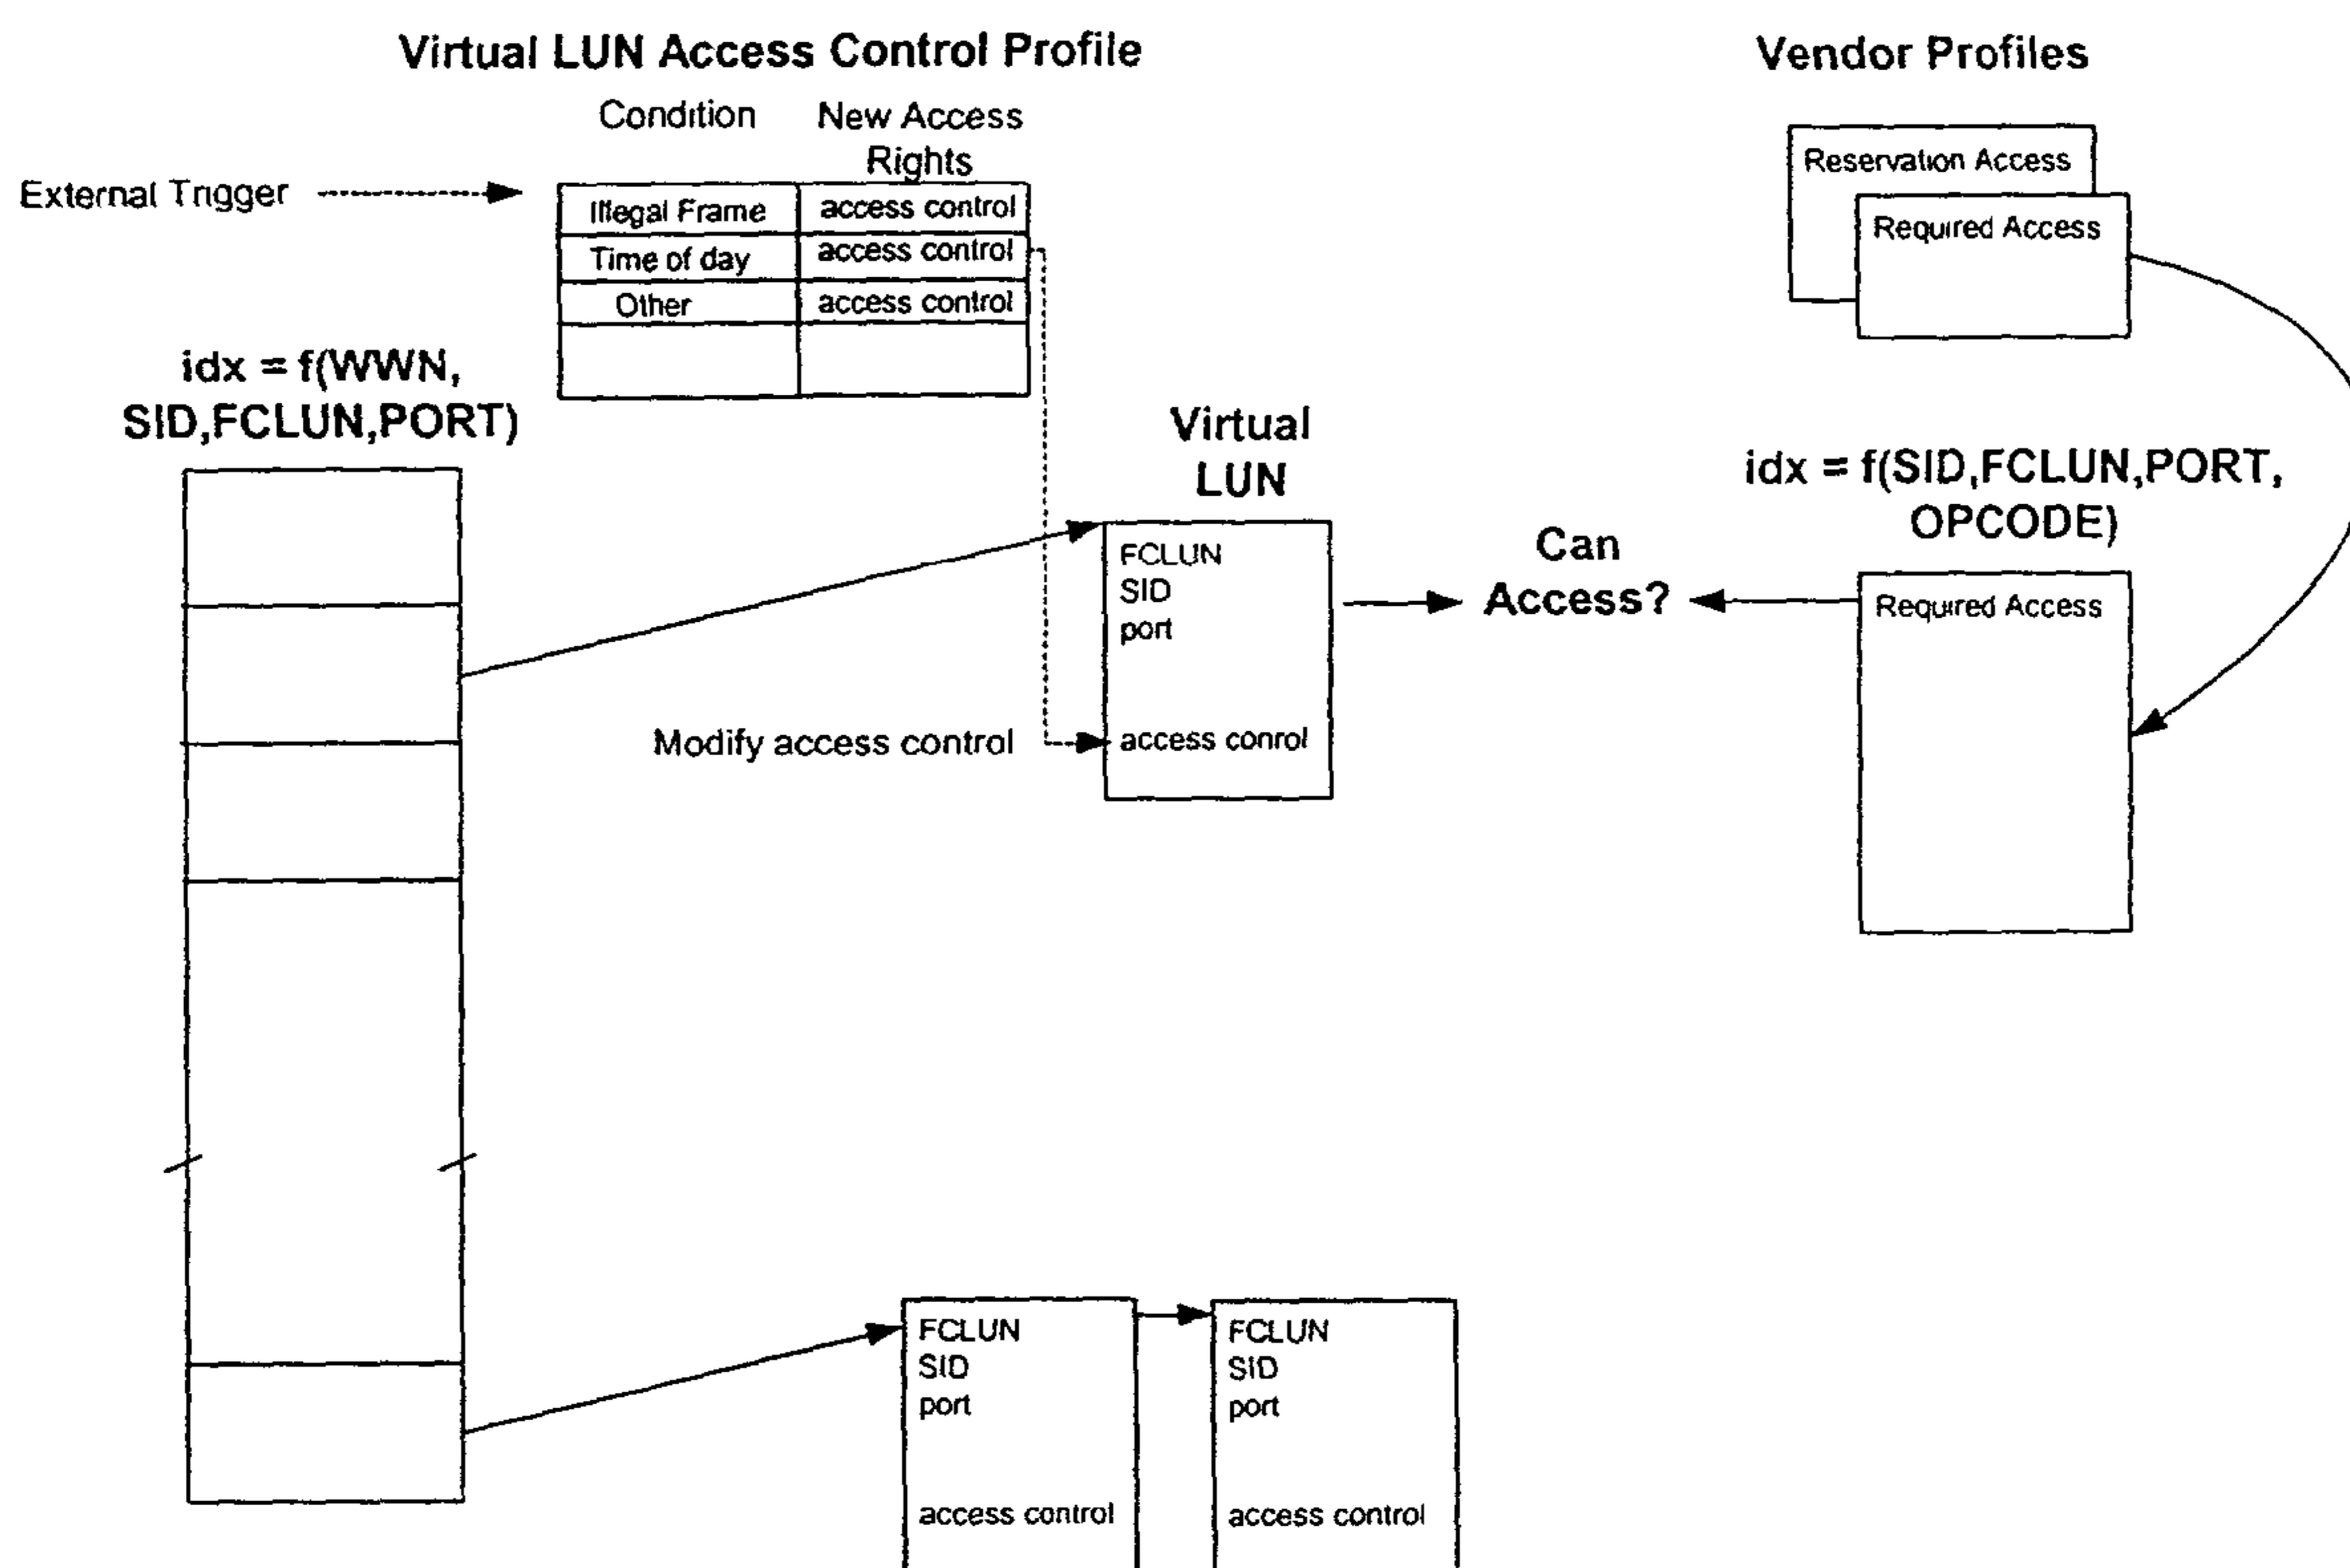 Virtual LUN Access Control Profile
Vendor Profiles
Condition
New Access
Rights
External Trigger
Illegal Frame
access control
Time of day
access control
Other
access control
Reservation Access
Required Access
idx = f(WWN,
SID,FCLUN,PORT)
Virtual
LUN
FCLUN
SID
port
Modify access control
access conrol
Can
Access?
idx = f(SID,FCLUN,PORT,
OPCODE)
Required Access
FCLUN
SID
port
access control
FCLUN
SID
port
access control